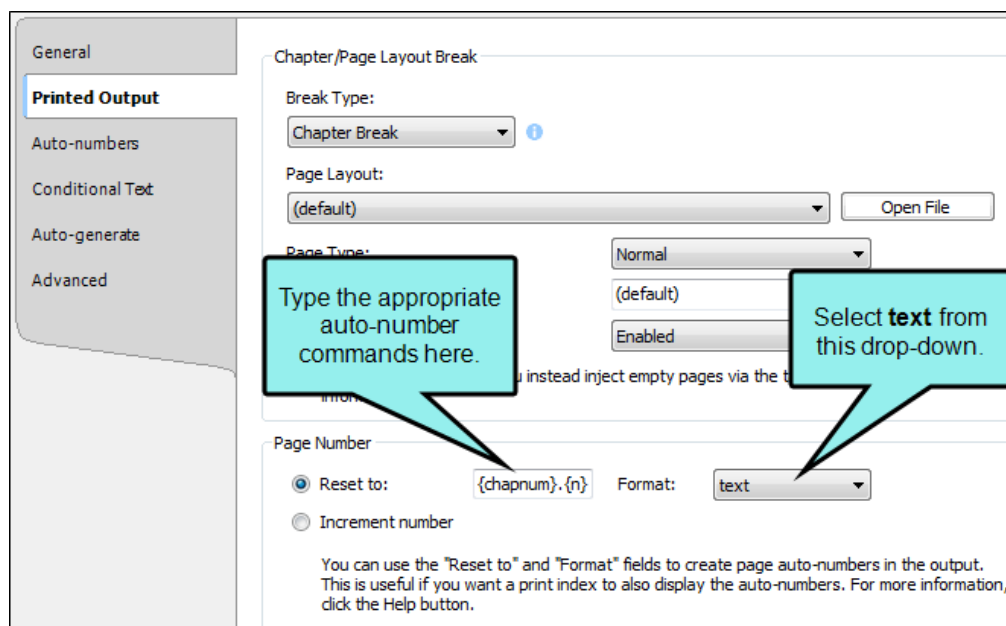 General
Printed Output
Auto-numbers
Conditional Text
Auto-generate
Advanced
Chapter/Page Layout Break
Break Type:
Chapter Break
Page Layout:
(default)
Open File
Page Type:
Normal
(default)
Enabled
Type the appropriate
auto-number
commands here.
Select text from
this drop-down.
instead inject empty pages via the
Page Number
Reset to:
{chapnum}.{n}
Format:
text
Increment number
You can use the "Reset to" and "Format" fields to create page auto-numbers in the output.
This is useful if you want a print index to also display the auto-numbers. For more information,
click the Help button.